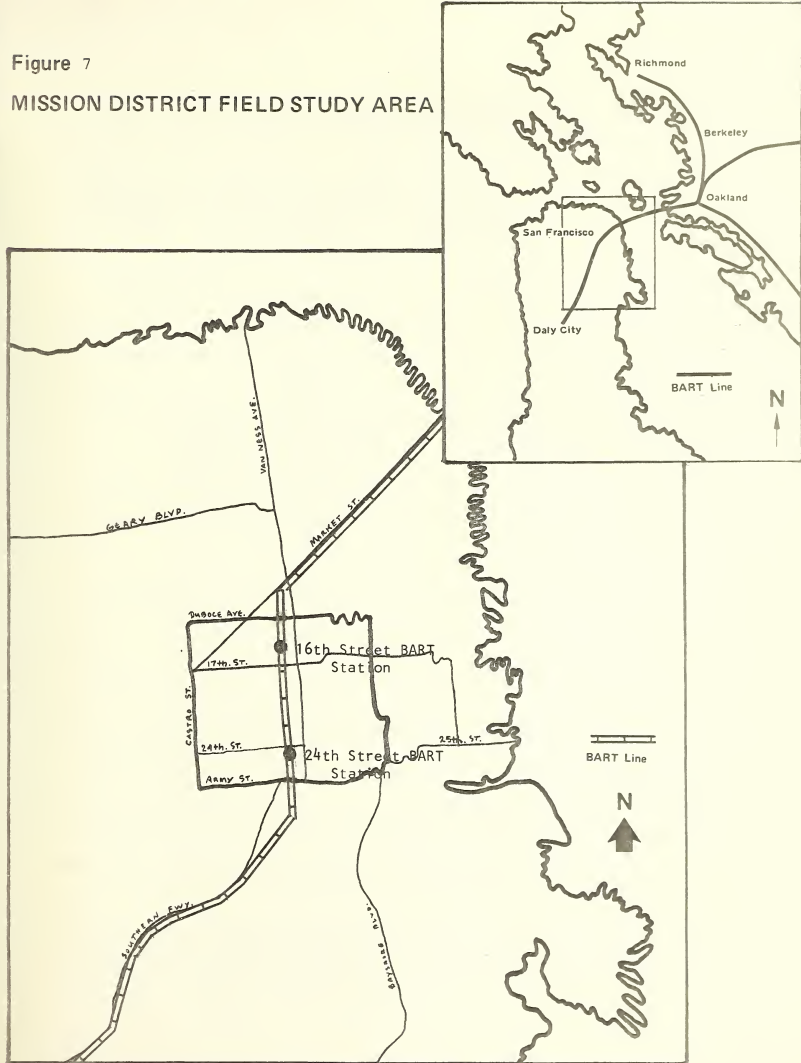 Figure 7
MISSION DISTRICT FIELD STUDY AREA
Richmond
Berkeley
Oakland
San Francisco
Daly City
BART Line
N
VAN NESS AVE.
GEARY BLVD.
MARKET ST.
DUBOCE AVE.
16th Street BART
Station
17th. ST.
CASTRO ST.
24th. ST.
24th Street BART
Station
25th. ST.
ARMY ST.
BART Line
N
SOUTHERN FWY.
BAYSHORE BLVD.